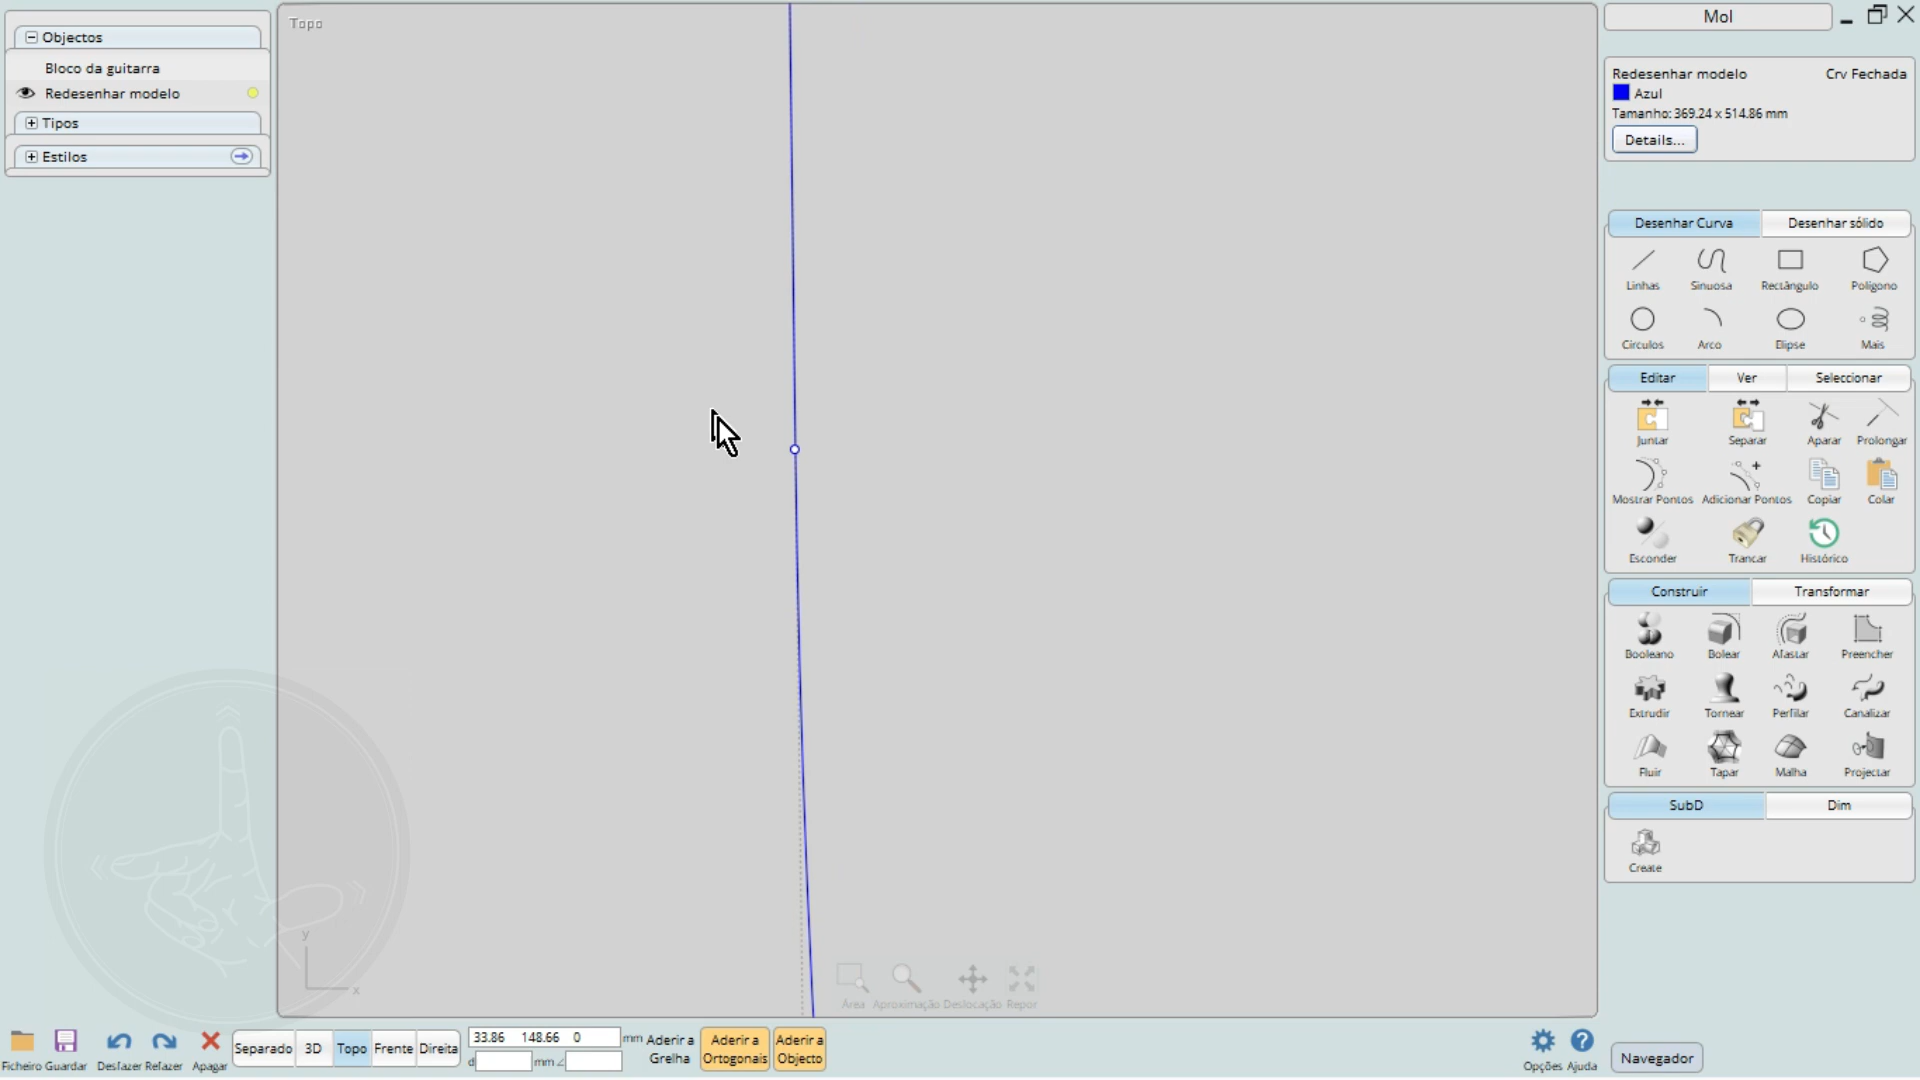 Objectos
Bloco da guitarra
Redesenhar modelo
Tipos
Estilos
Topo
Mol
Redesenhar modelo Crv Fechada
Azul
Tamanho: 369.24 x 514.86 mm
Details...
Desenhar Curva Desenhar sólido
Linhas Sinuosa Rectângulo Polígono
Círculos Arco Elipse Mais
Editar Ver Seleccionar
Juntar Separar Aparar Prolongar
Mostrar Pontos Adicionar Pontos Copiar Colar
Esconder Trancar Histórico
Construir Transformar
Booleano Bolear Afastar Preencher
Extrudir Tornear Perfilar Canalizar
Fluir Tapar Malha Projectar
SubD Dim
Create
y
x
Área Aproximação Deslocação Repor
Ficheiro Guardar Desfazer Refazer Apagar
Separado 3D Topo Frente Direita
33.86 148.66 0 mm
d mm
Aderir a
Grelha
Aderir a
Ortogonais
Aderir a
Objecto
Opções Ajuda
Navegador